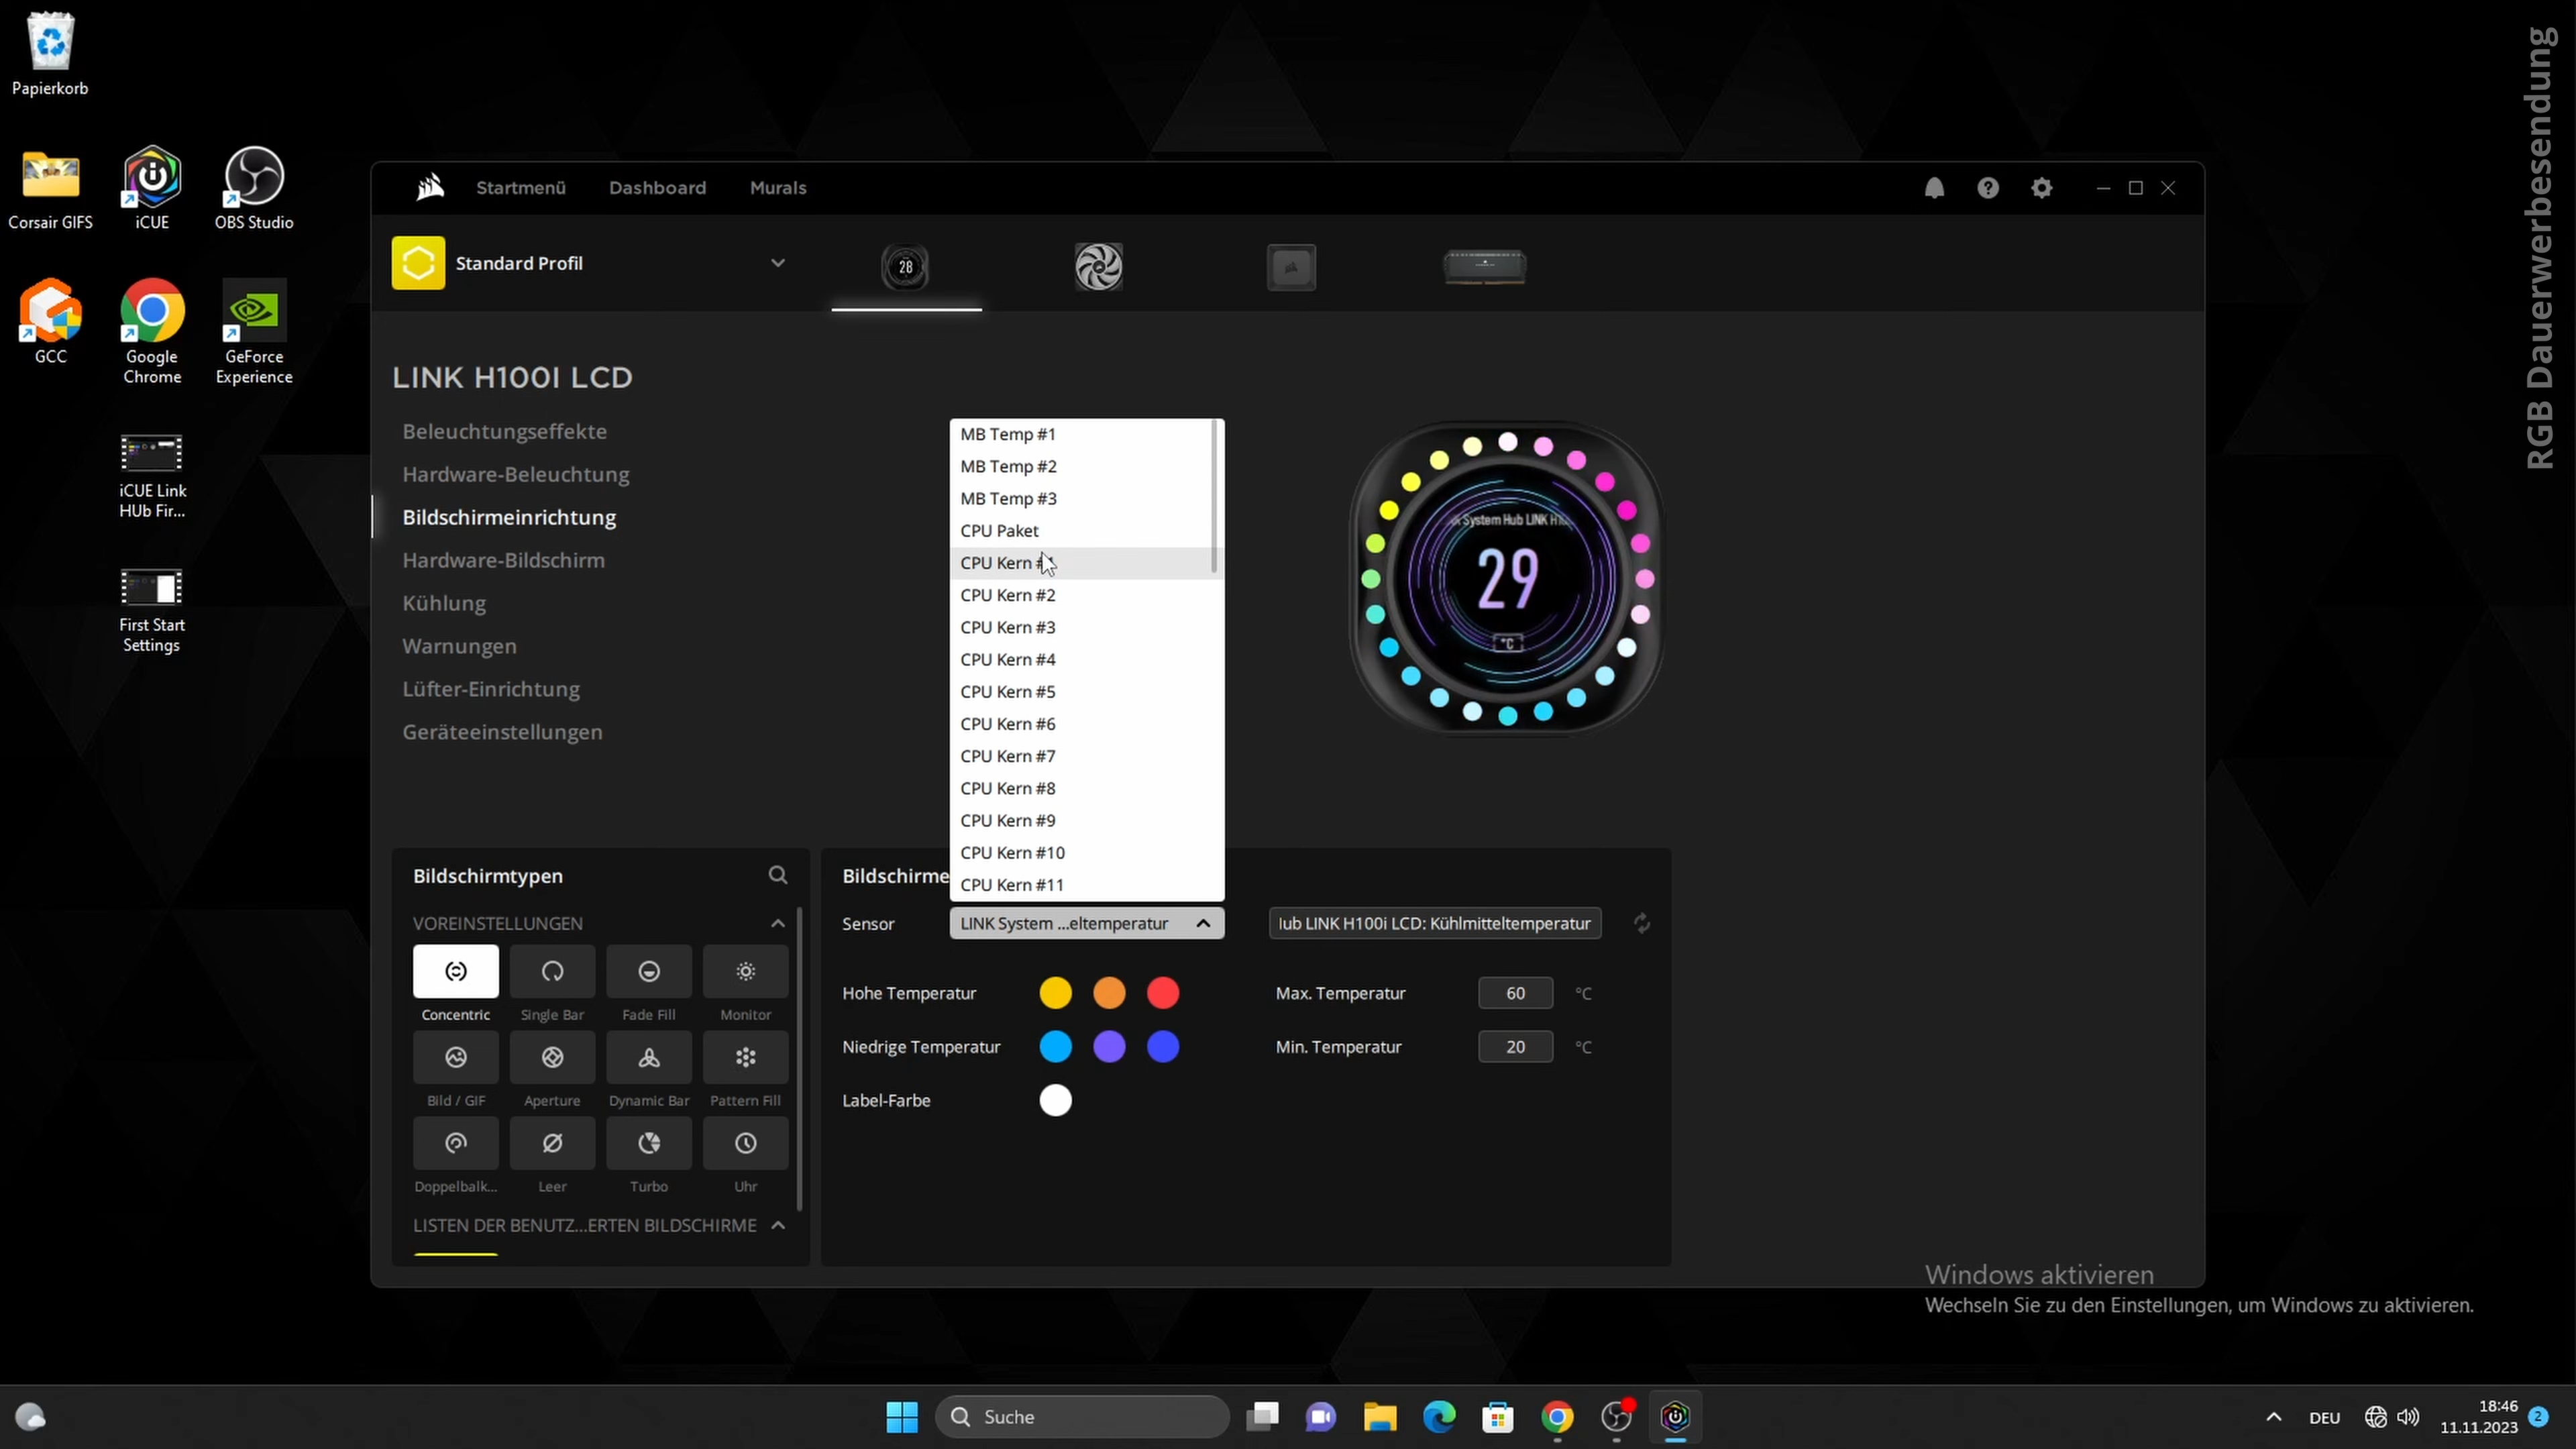 Papierkorb
Corsair GIFS
iCUE
OBS Studio
GCC
Google
Chrome
GeForce
Experience
iCUE Link
HUb Fir...
First Start
Settings
RGB Dauerwerbesendung
Startmenü
Dashboard
Murals
Standard Profil
28
LINK H100I LCD
Beleuchtungseffekte
Hardware-Beleuchtung
Bildschirmeinrichtung
Hardware-Bildschirm
Kühlung
Warnungen
Lüfter-Einrichtung
Geräteeinstellungen
MB Temp #1
MB Temp #2
MB Temp #3
CPU Paket
CPU Kern
CPU Kern #2
CPU Kern #3
CPU Kern #4
CPU Kern #5
CPU Kern #6
CPU Kern #7
CPU Kern #8
CPU Kern #9
CPU Kern #10
CPU Kern #11
System Hub LINK
29
°C
Bildschirmtypen
VOREINSTELLUNGEN
Concentric
Single Bar
Fade Fill
Monitor
Bild / GIF
Aperture
Dynamic Bar
Pattern Fill
Doppelbalk...
Leer
Turbo
Uhr
LISTEN DER BENUTZ...ERTEN BILDSCHIRME
Bildschirme
Sensor
LINK System ...eltemperatur
LINK H100i LCD: Kühlmitteltemperatur
Hohe Temperatur
Max. Temperatur
60
°C
Niedrige Temperatur
Min. Temperatur
20
°C
Label-Farbe
Windows aktivieren
Wechseln Sie zu den Einstellungen, um Windows zu aktivieren.
Suche
DEU
18:46
11.11.2023
2